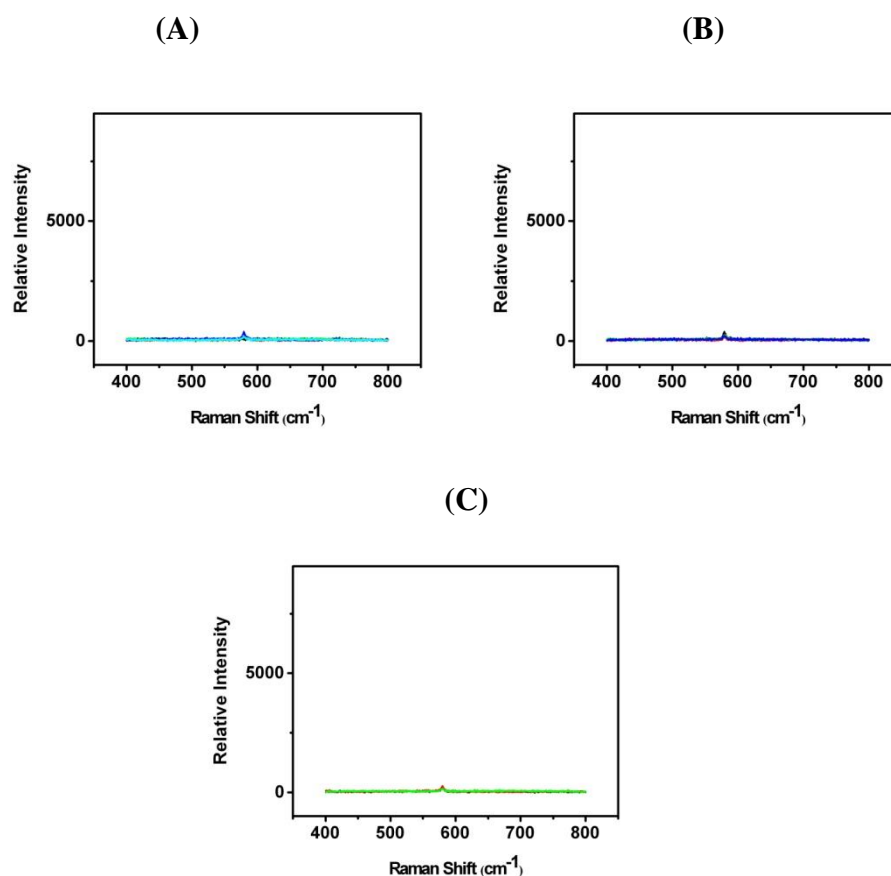 (A)
(B)
Relative Intensity
5000
0
400 500 600 700 800
Raman Shift (cm-1)
Relative Intensity
5000
0
400 500 600 700 800
Raman Shift (cm-1)
(C)
Relative Intensity
5000
0
400 500 600 700 800
Raman Shift (cm-1)